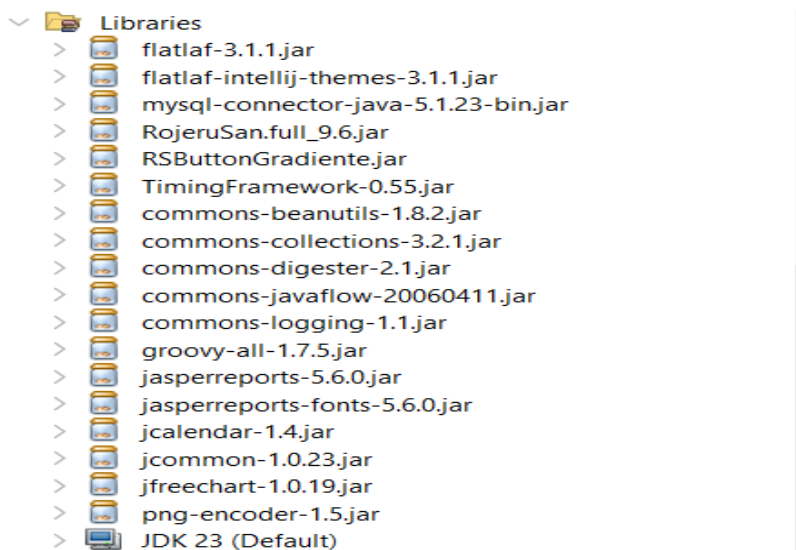 Libraries
flatlaf-3.1.1.jar
flatlaf-intellij-themes-3.1.1.jar
mysql-connector-java-5.1.23-bin.jar
RojeruSan.full_9.6.jar
RSButtonGradiente.jar
TimingFramework-0.55.jar
commons-beanutils-1.8.2.jar
commons-collections-3.2.1.jar
commons-digester-2.1.jar
commons-javaflow-20060411.jar
commons-logging-1.1.jar
groovy-all-1.7.5.jar
jasperreports-5.6.0.jar
jasperreports-fonts-5.6.0.jar
jcalendar-1.4.jar
jcommon-1.0.23.jar
jfreechart-1.0.19.jar
png-encoder-1.5.jar
JDK 23 (Default)